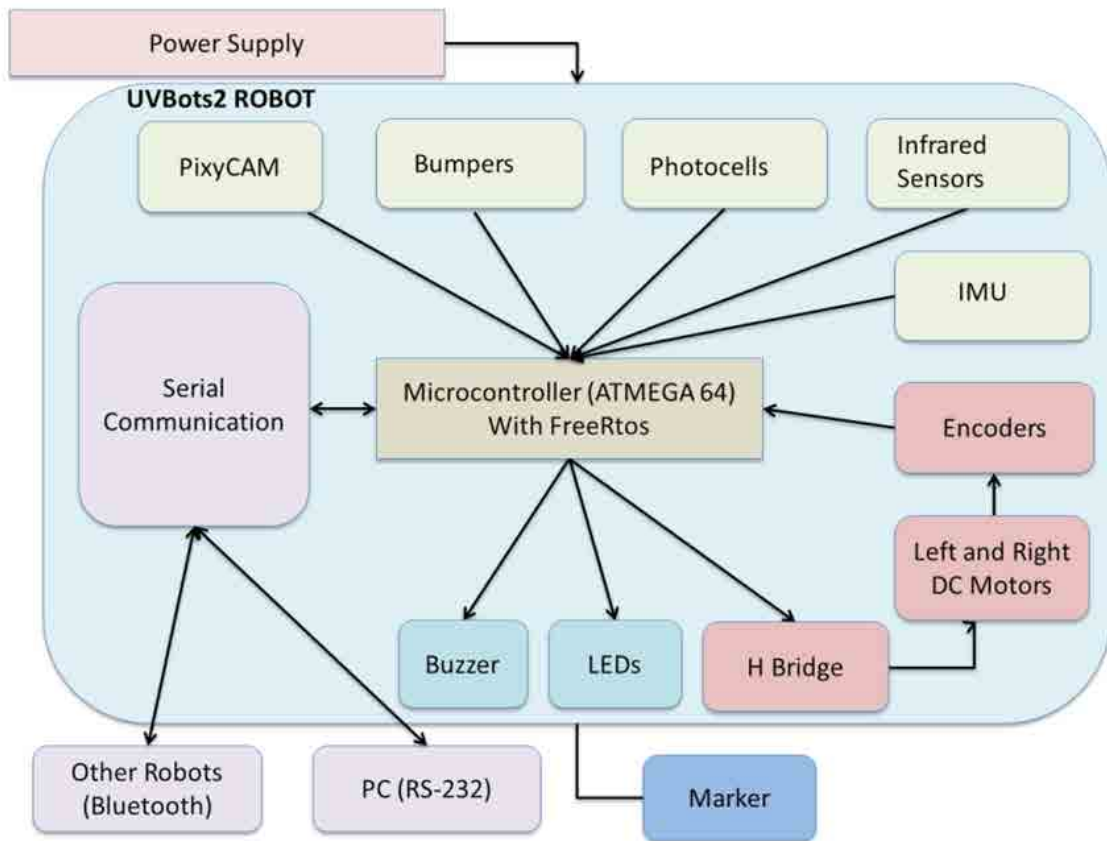 Power Supply
UVBots2 ROBOT
PixyCAM
Bumpers
Photocells
Infrared
Sensors
IMU
Serial
Communication
Microcontroller (ATMEGA 64)
With FreeRtos
Encoders
Left and Right
DC Motors
Buzzer
LEDs
H Bridge
Other Robots
(Bluetooth)
PC (RS-232)
Marker